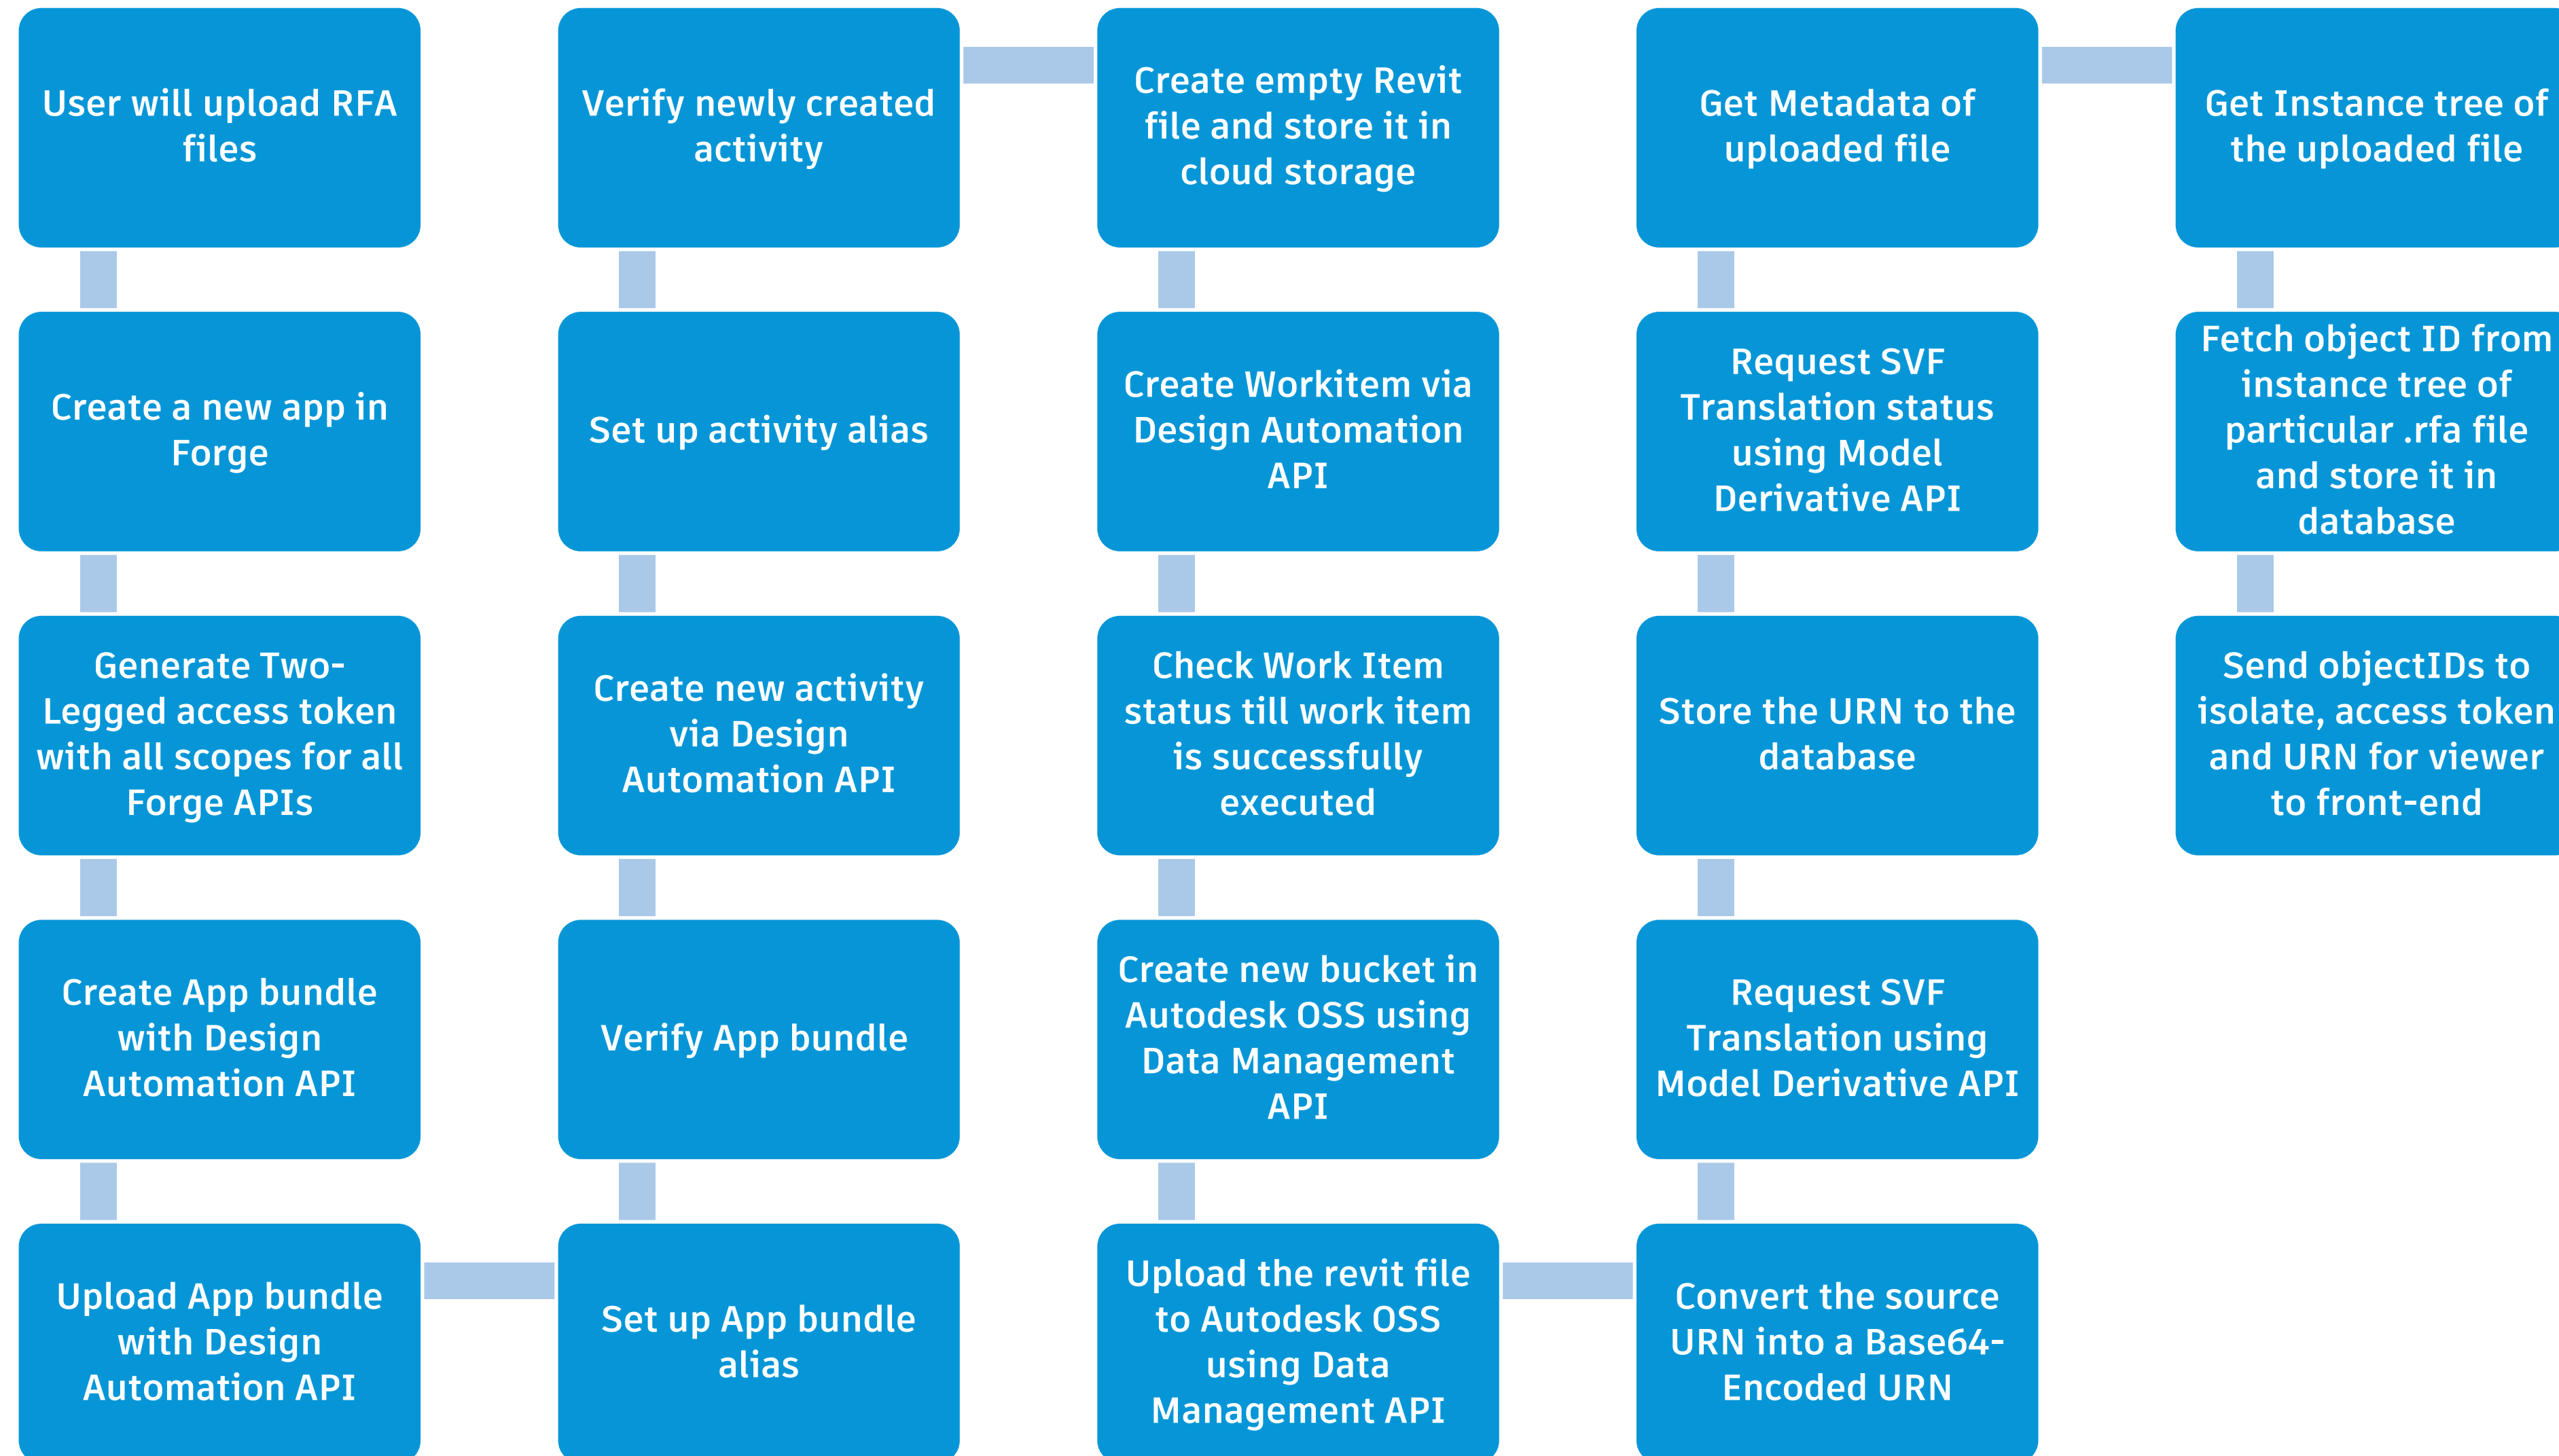 User will upload RFA
files
Create a new app in
Forge
Generate Two-
Legged access token
with all scopes for all
Forge APIs
Create App bundle
with Design
Automation API
Upload App bundle
with Design
Automation API
Set up App bundle
alias
Verify App bundle
Create new activity
via Design
Automation API
Set up activity alias
Verify newly created
activity
Create empty Revit
file and store it in
cloud storage
Create Workitem via
Design Automation
API
Check Work Item
status till work item
is successfully
executed
Create new bucket in
Autodesk OSS using
Data Management
API
Upload the revit file
to Autodesk OSS
using Data
Management API
Convert the source
URN into a Base64-
Encoded URN
Request SVF
Translation using
Model Derivative API
Store the URN to the
database
Request SVF
Translation status
using Model
Derivative API
Get Metadata of
uploaded file
Get Instance tree of
the uploaded file
Fetch object ID from
instance tree of
particular .rfa file
and store it in
database
Send objectIDs to
isolate, access token
and URN for viewer
to front-end